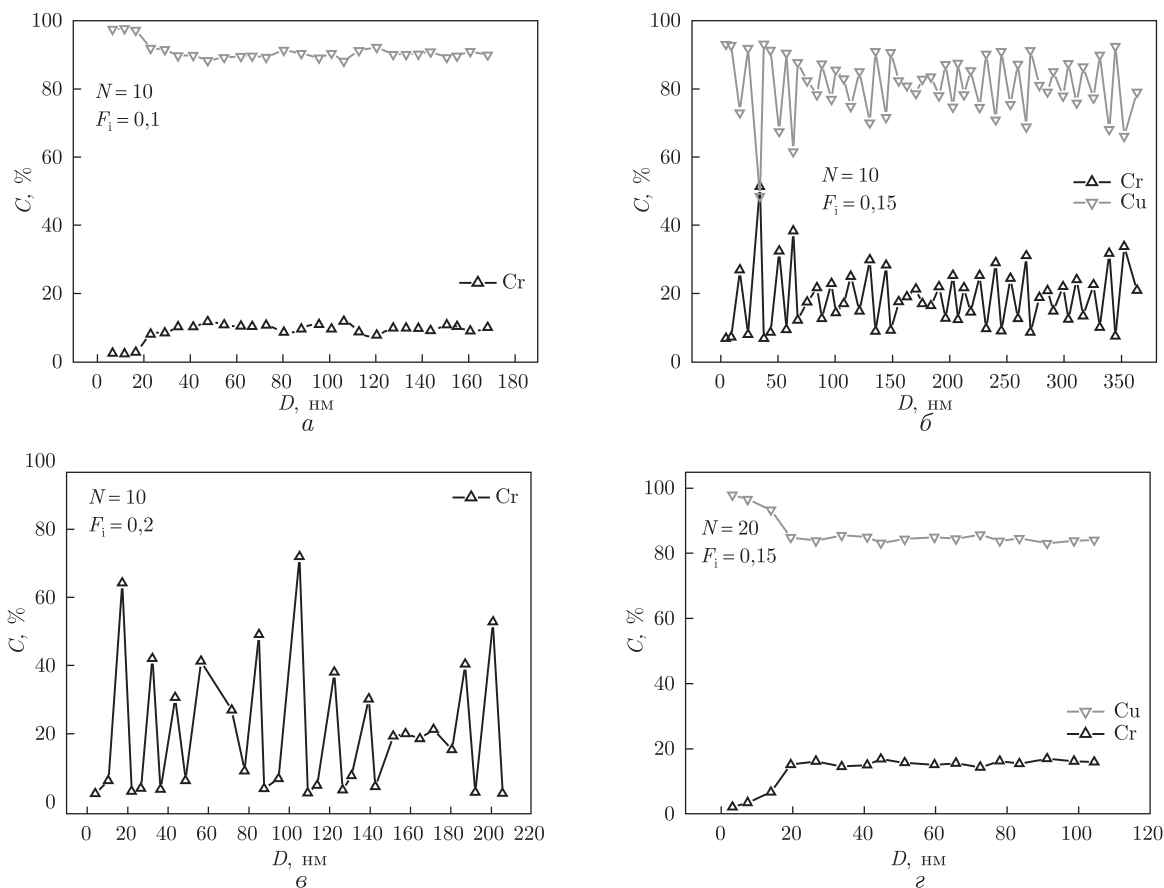 100
80
60
40
20
0
C, %
N = 10
F_i = 0,1
Cr
0 20 40 60 80 100 120 140 160 180
D, нм
а
100
80
60
40
20
0
C, %
N = 10
F_i = 0,15
Cr
Cu
0 50 100 150 200 250 300 350
D, нм
б
100
80
60
40
20
0
C, %
N = 10
F_i = 0,2
Cr
0 20 40 60 80 100 120 140 160 180 200 220
D, нм
в
100
80
60
40
20
0
C, %
N = 20
F_i = 0,15
Cu
Cr
0 20 40 60 80 100 120
D, нм
г